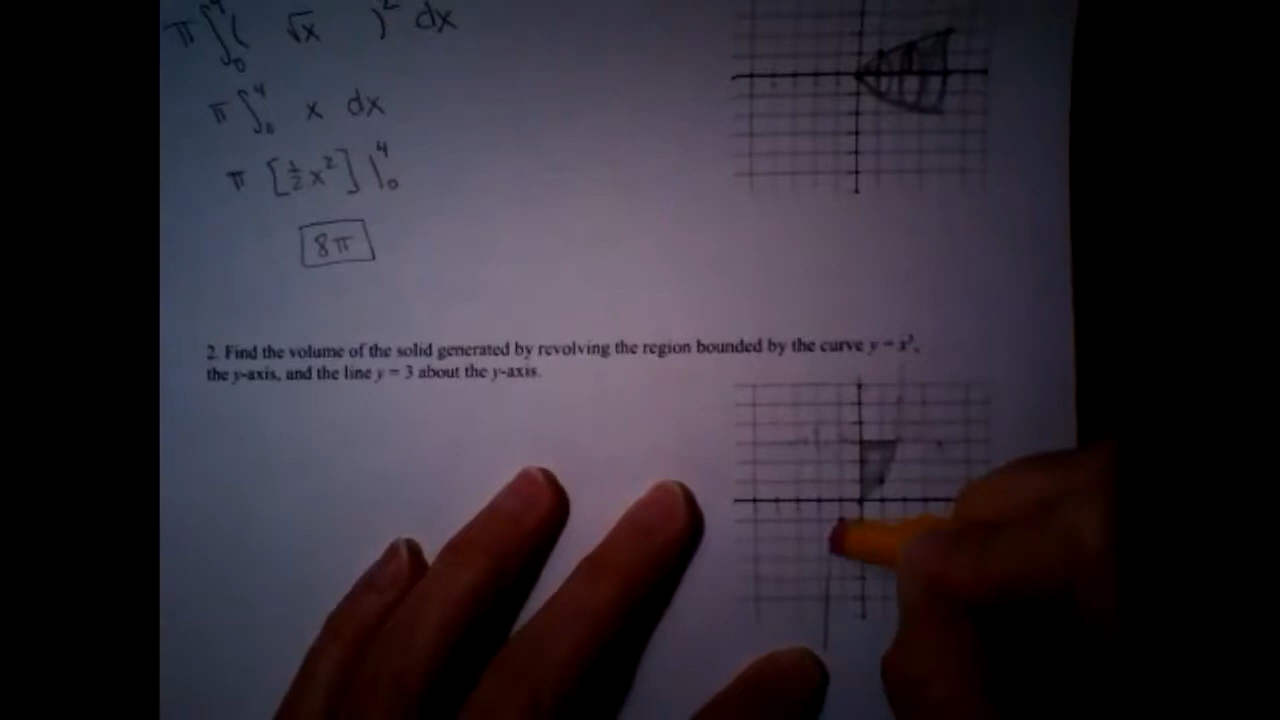 π ∫₀⁴ ( √x )² dx
π ∫₀⁴ x dx
π [½x²] |₀⁴
8π
2. Find the volume of the solid generated by revolving the region bounded by the curve y = x³,
the y-axis, and the line y = 3 about the y-axis.